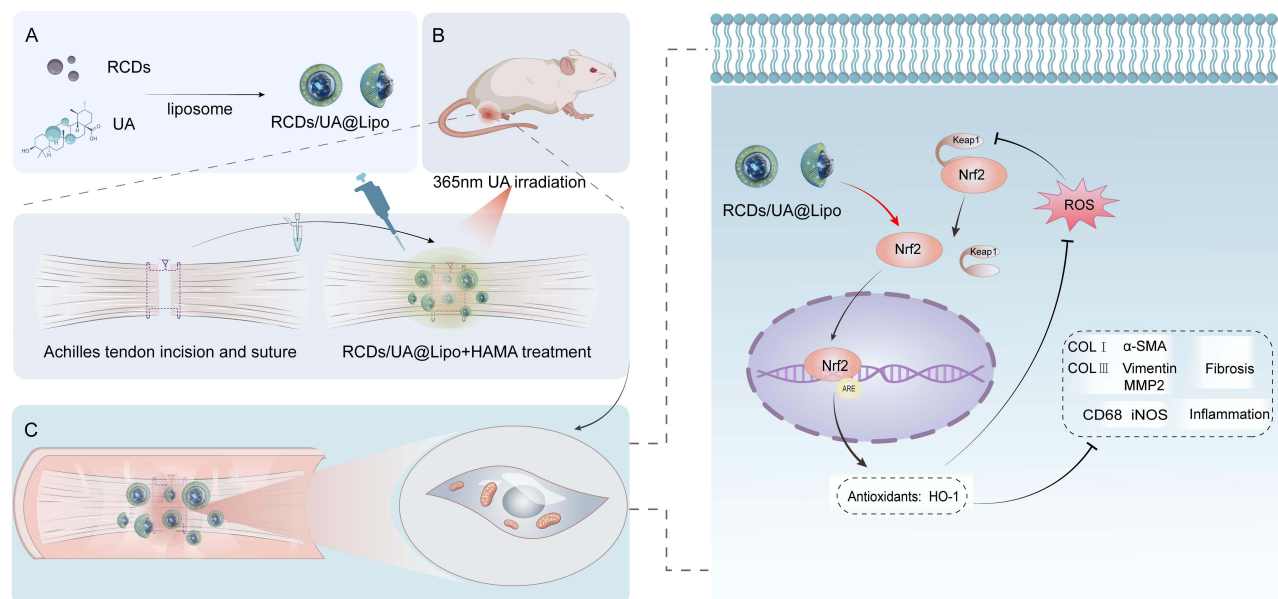 A
RCDs
liposome
UA
RCDs/UA@Lipo
HO
H
H
H
O
OH
B
365nm UA irradiation
Achilles tendon incision and suture
RCDs/UA@Lipo+HAMA treatment
C
Keap1
Nrf2
ROS
RCDs/UA@Lipo
Nrf2
Keap1
Nrf2
ARE
COL Ⅰ α-SMA
COL Ⅲ Vimentin Fibrosis
MMP2
CD68 iNOS Inflammation
Antioxidants: HO-1